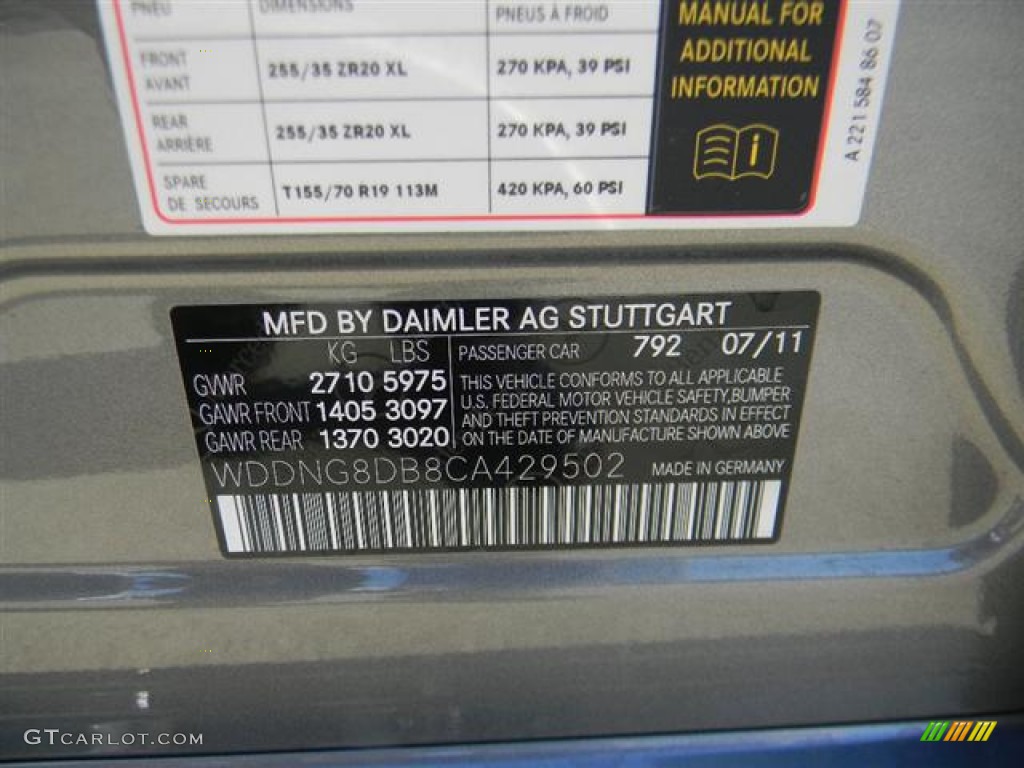 PNEU DIMENSIONS PNEUS À FROID
FRONT
AVANT 255/35 ZR20 XL 270 KPA, 39 PSI
REAR
ARRIÈRE 255/35 ZR20 XL 270 KPA, 39 PSI
SPARE
DE SECOURS T155/70 R19 113M 420 KPA, 60 PSI
MANUAL FOR
ADDITIONAL
INFORMATION
i
A 221 584 86 07
MFD BY DAIMLER AG STUTTGART
KG LBS
GVWR 2710 5975
GAWR FRONT 1405 3097
GAWR REAR 1370 3020
PASSENGER CAR 792 07/11
THIS VEHICLE CONFORMS TO ALL APPLICABLE
U.S. FEDERAL MOTOR VEHICLE SAFETY,BUMPER
AND THEFT PREVENTION STANDARDS IN EFFECT
ON THE DATE OF MANUFACTURE SHOWN ABOVE
WDDNG8DB8CA429502 MADE IN GERMANY
GTCARLOT.COM